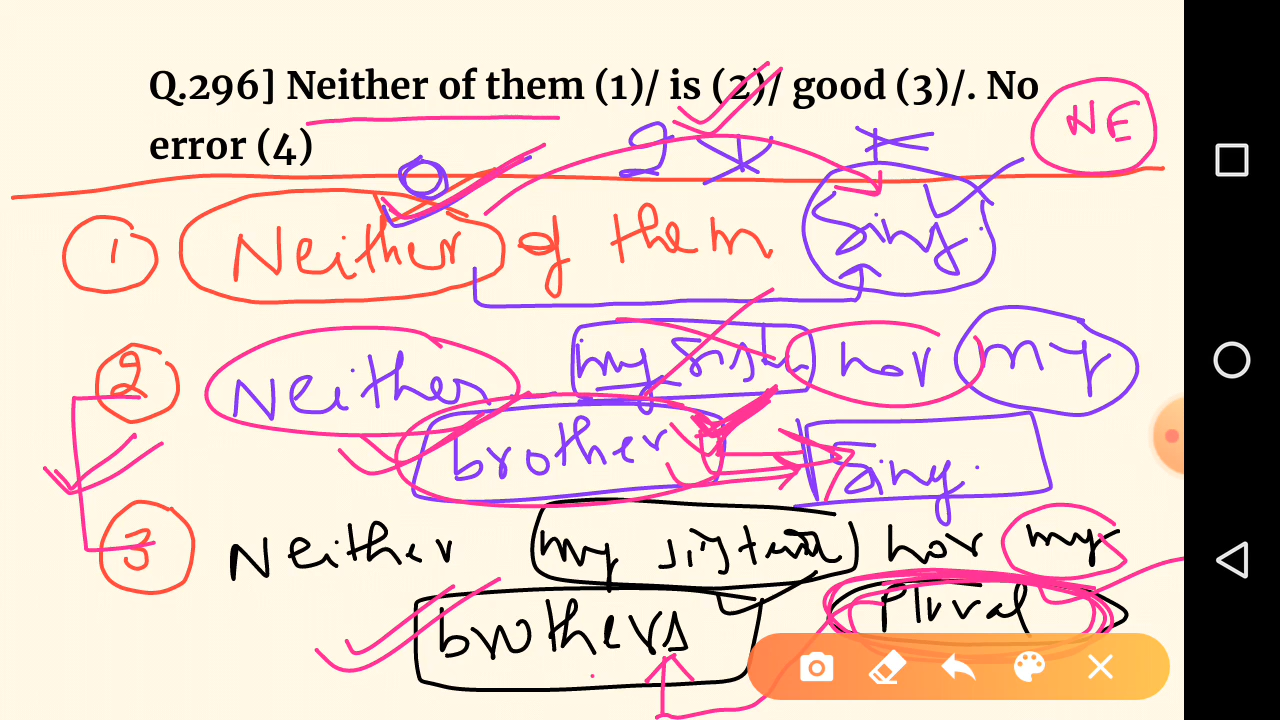 Q.296] Neither of them (1)/ is (2)/ good (3)/. No
error (4)
NE
1 Neither of them Sing.
2 Neither my sister nor my
brother Sing.
3 Neither my sisters nor my
brothers Plural